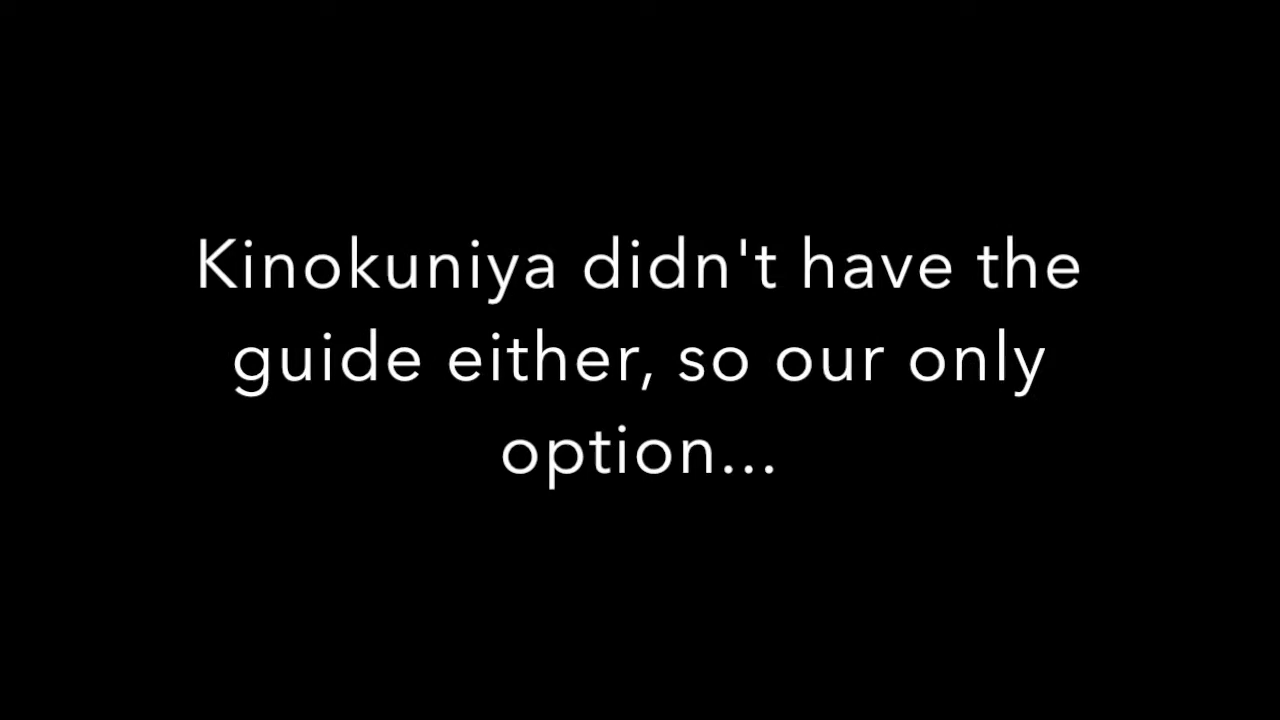 Kinokuniya didn't have the
guide either, so our only
option...